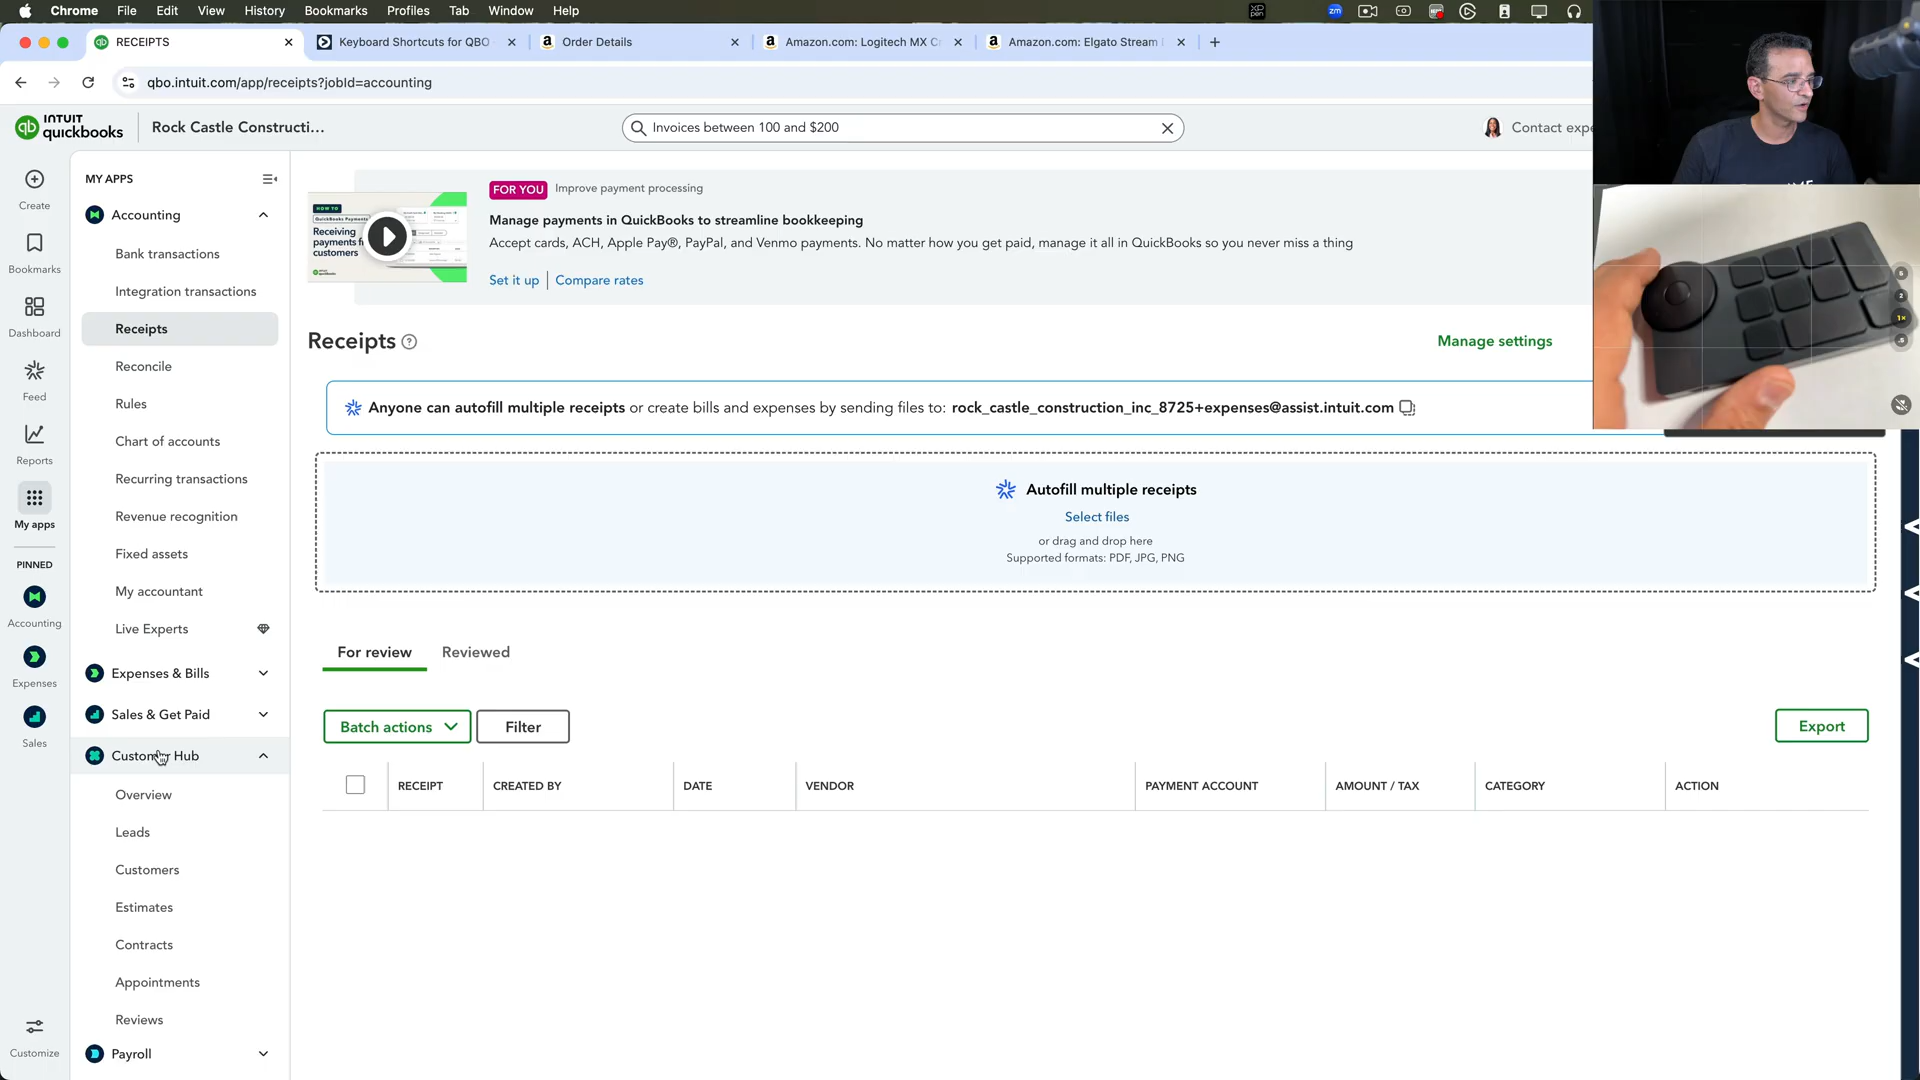 Chrome File Edit View History Bookmarks Profiles Tab Window Help
RECEIPTS
Keyboard Shortcuts for QBO
Order Details
Amazon.com: Logitech MX Cr
Amazon.com: Elgato Stream
qbo.intuit.com/app/receipts?jobId=accounting
INTUIT
quickbooks
Rock Castle Constructi...
Invoices between 100 and $200
Contact expe
Create
Bookmarks
Dashboard
Feed
Reports
My apps
PINNED
Accounting
Expenses
Sales
Customize
MY APPS
Accounting
Bank transactions
Integration transactions
Receipts
Reconcile
Rules
Chart of accounts
Recurring transactions
Revenue recognition
Fixed assets
My accountant
Live Experts
Expenses & Bills
Sales & Get Paid
Customer Hub
Overview
Leads
Customers
Estimates
Contracts
Appointments
Reviews
Payroll
HOW TO
QuickBooks Payments
Receiving
payments f
customers
FOR YOU Improve payment processing
Manage payments in QuickBooks to streamline bookkeeping
Accept cards, ACH, Apple Pay®, PayPal, and Venmo payments. No matter how you get paid, manage it all in QuickBooks so you never miss a thing
Set it up Compare rates
Receipts
Manage settings
Anyone can autofill multiple receipts or create bills and expenses by sending files to: rock_castle_construction_inc_8725+expenses@assist.intuit.com
Autofill multiple receipts
Select files
or drag and drop here
Supported formats: PDF, JPG, PNG
For review Reviewed
Batch actions Filter Export
RECEIPT CREATED BY DATE VENDOR PAYMENT ACCOUNT AMOUNT / TAX CATEGORY ACTION